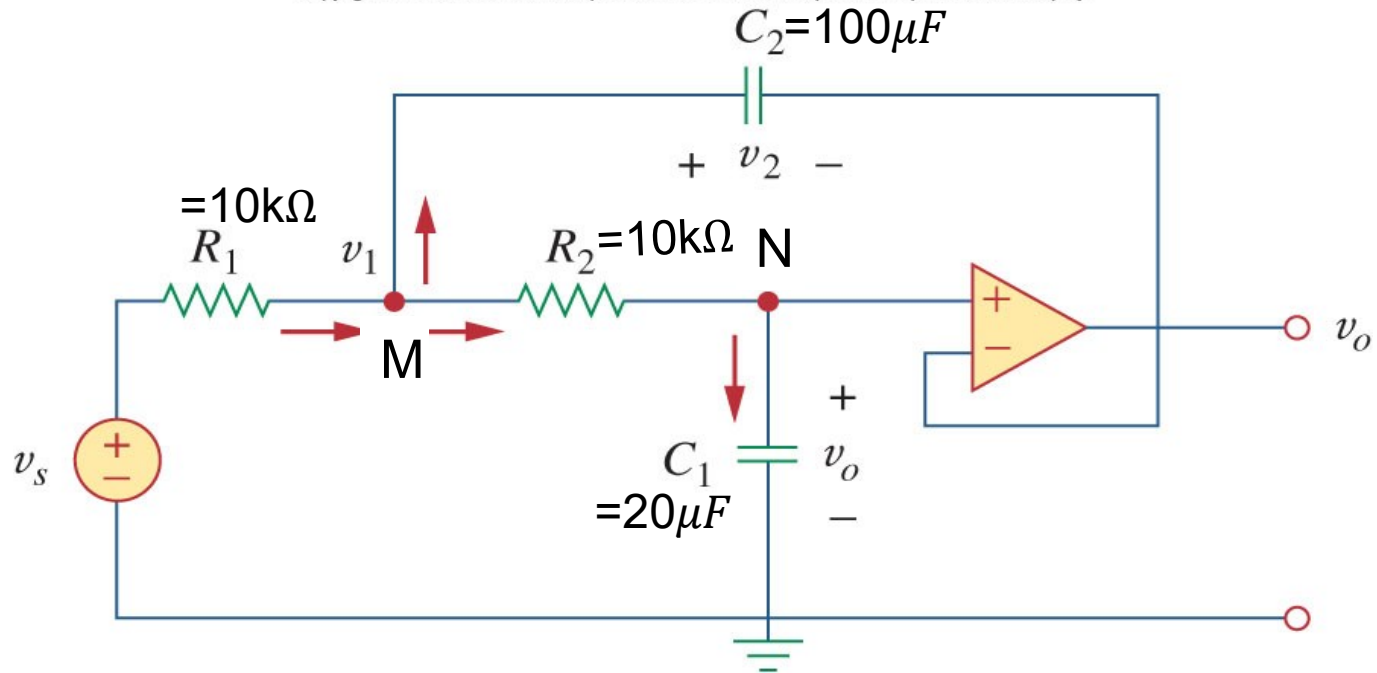 C₂=100μF
+ v₂ −
=10kΩ
R₁
v₁
R₂=10kΩ
N
M
+
−
vₒ
+
−
vₛ
C₁
=20μF
+
vₒ
−